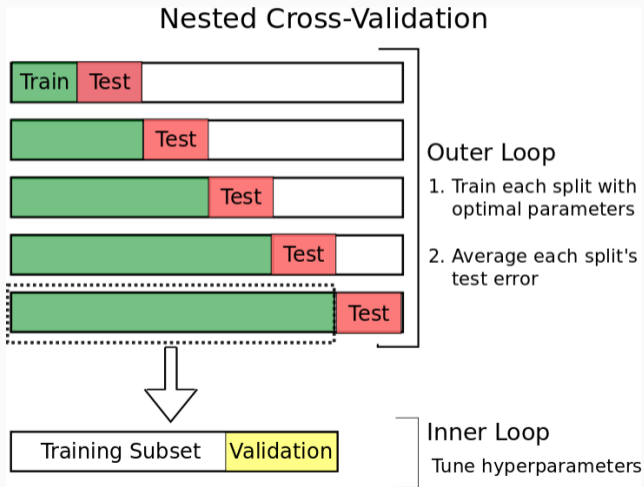 Nested Cross-Validation
Train Test
Test
Test
Test
Test
Outer Loop
1. Train each split with
optimal parameters
2. Average each split's
test error
Training Subset Validation
Inner Loop
Tune hyperparameters